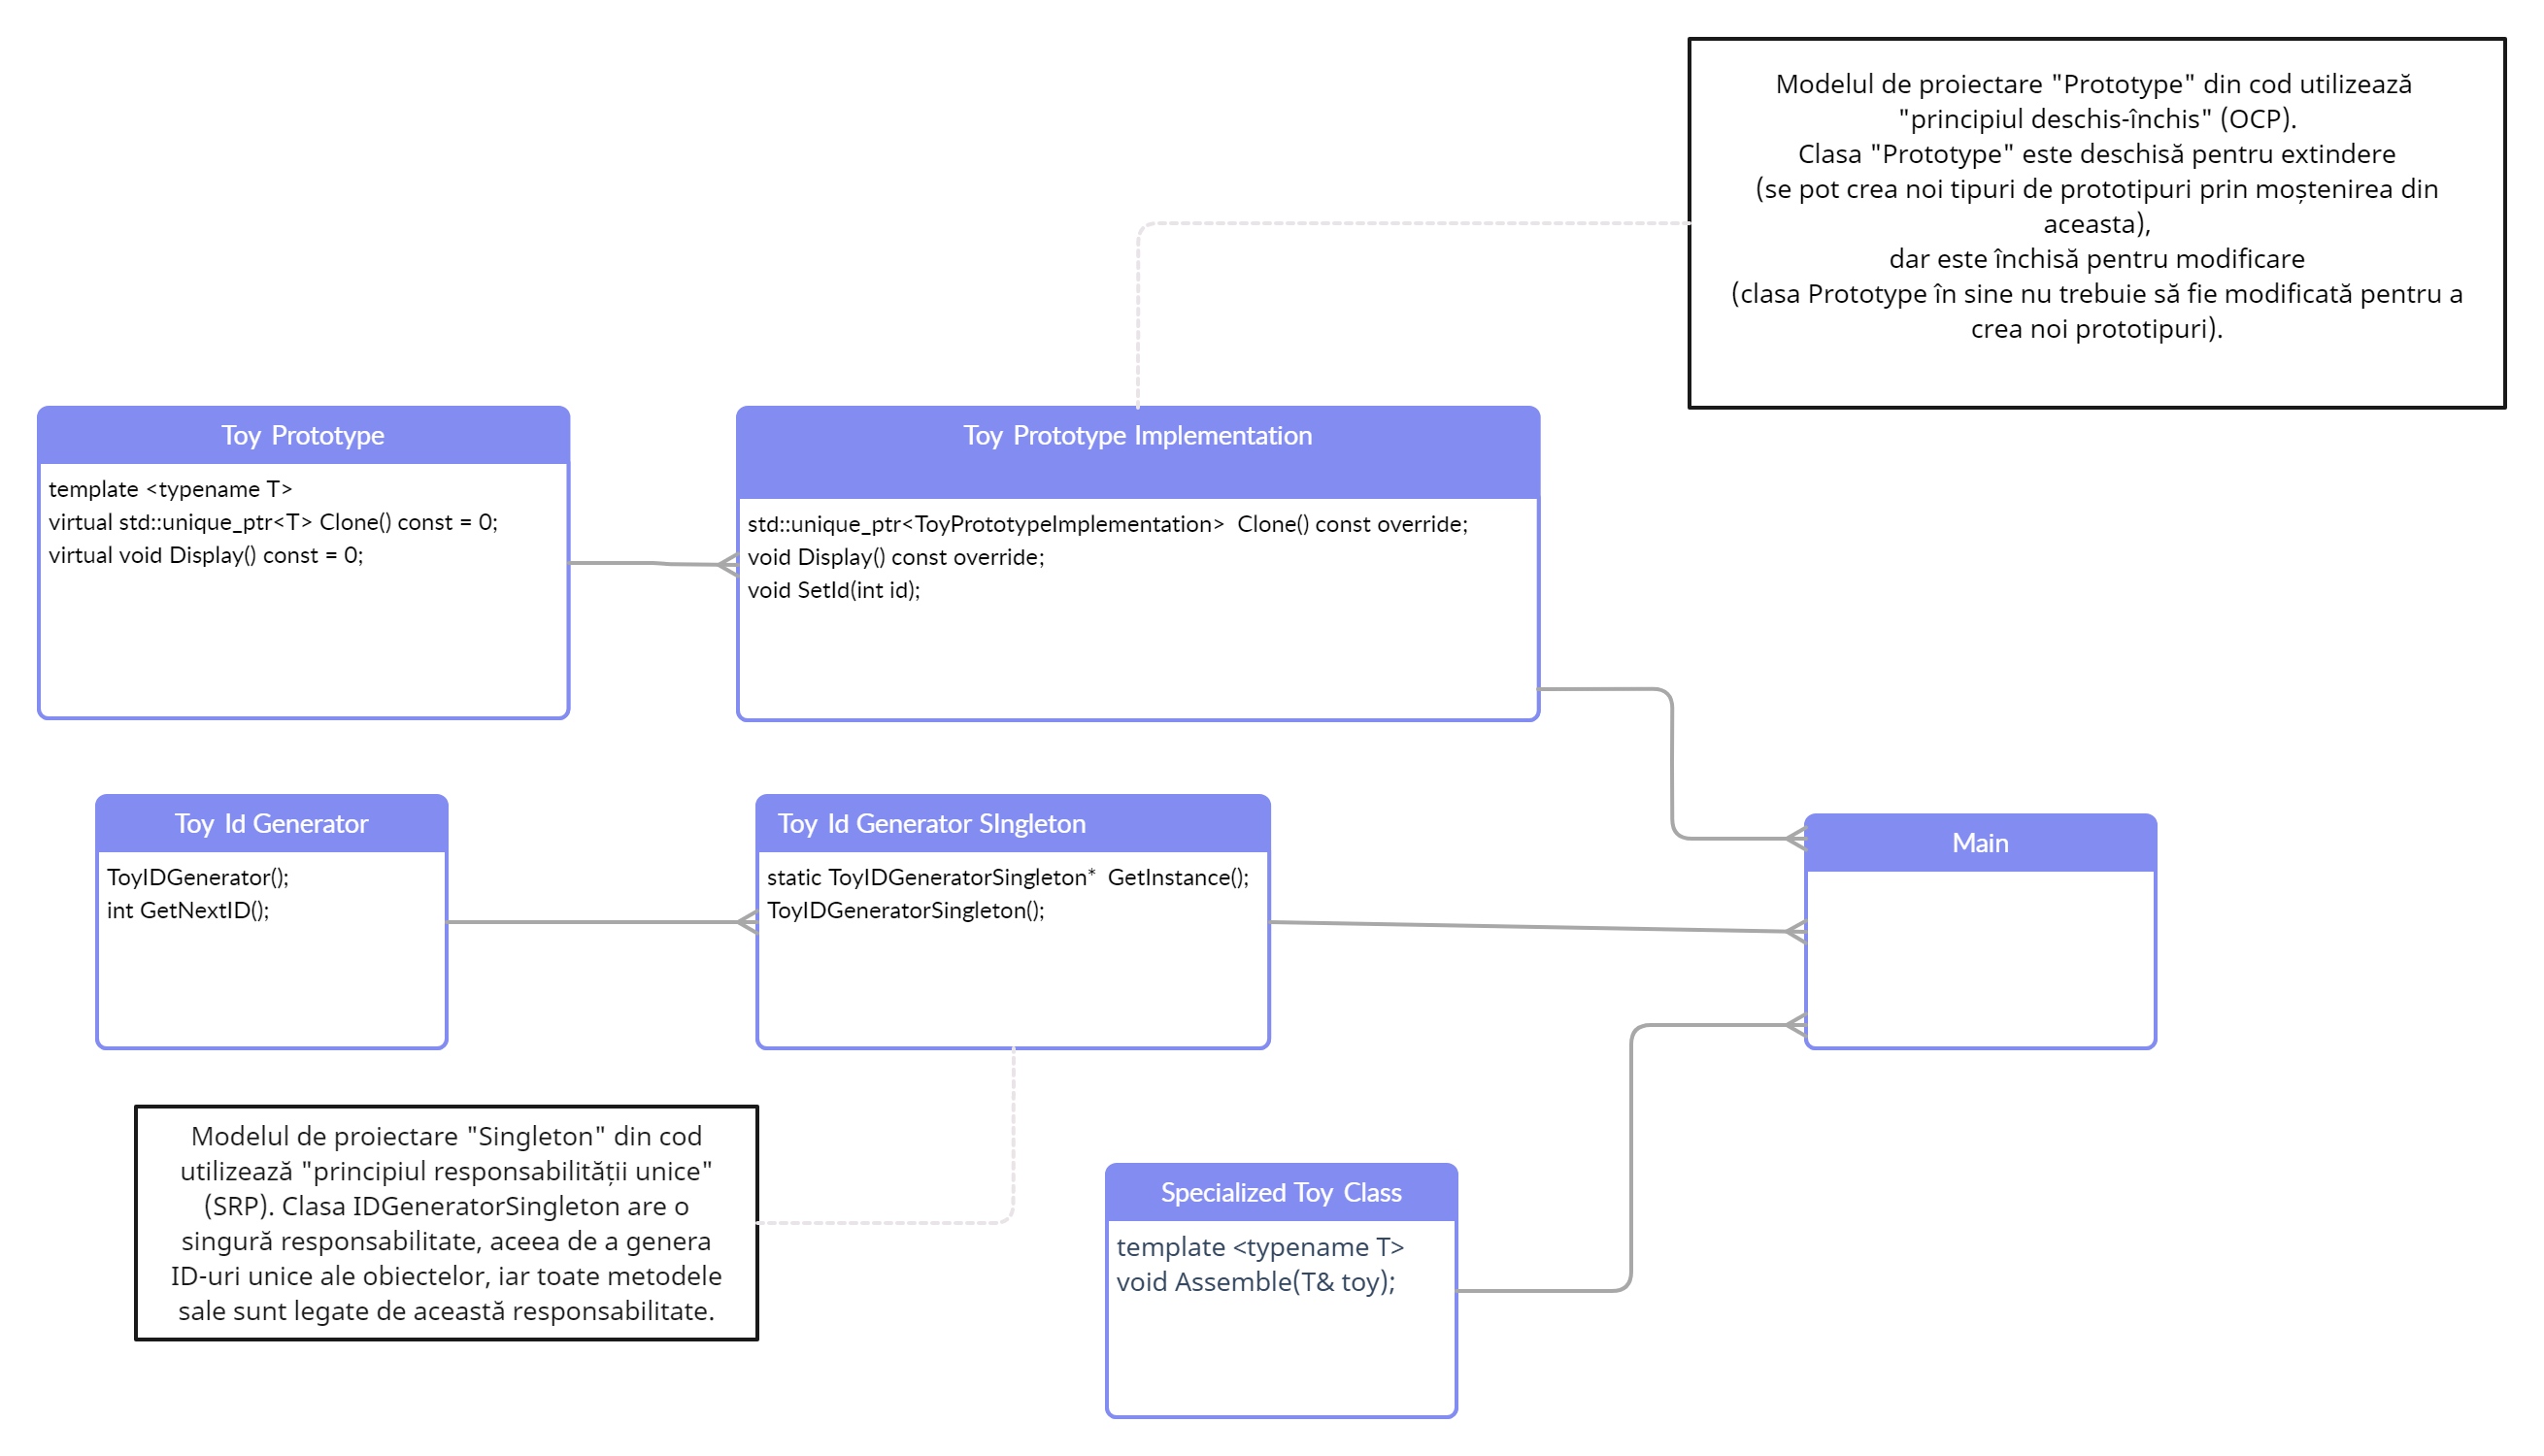 Modelul de proiectare "Prototype" din cod utilizează
"principiul deschis-închis" (OCP).
Clasa "Prototype" este deschisă pentru extindere
(se pot crea noi tipuri de prototipuri prin moștenirea din
aceasta),
dar este închisă pentru modificare
(clasa Prototype în sine nu trebuie să fie modificată pentru a
crea noi prototipuri).
Toy Prototype
template <typename T>
virtual std::unique_ptr<T> Clone() const = 0;
virtual void Display() const = 0;
Toy Prototype Implementation
std::unique_ptr<ToyPrototypeImplementation> Clone() const override;
void Display() const override;
void SetId(int id);
Toy Id Generator
ToyIDGenerator();
int GetNextID();
Toy Id Generator SIngleton
static ToyIDGeneratorSingleton* GetInstance();
ToyIDGeneratorSingleton();
Main
Modelul de proiectare "Singleton" din cod
utilizează "principiul responsabilității unice"
(SRP). Clasa IDGeneratorSingleton are o
singură responsabilitate, aceea de a genera
ID-uri unice ale obiectelor, iar toate metodele
sale sunt legate de această responsabilitate.
Specialized Toy Class
template <typename T>
void Assemble(T& toy);